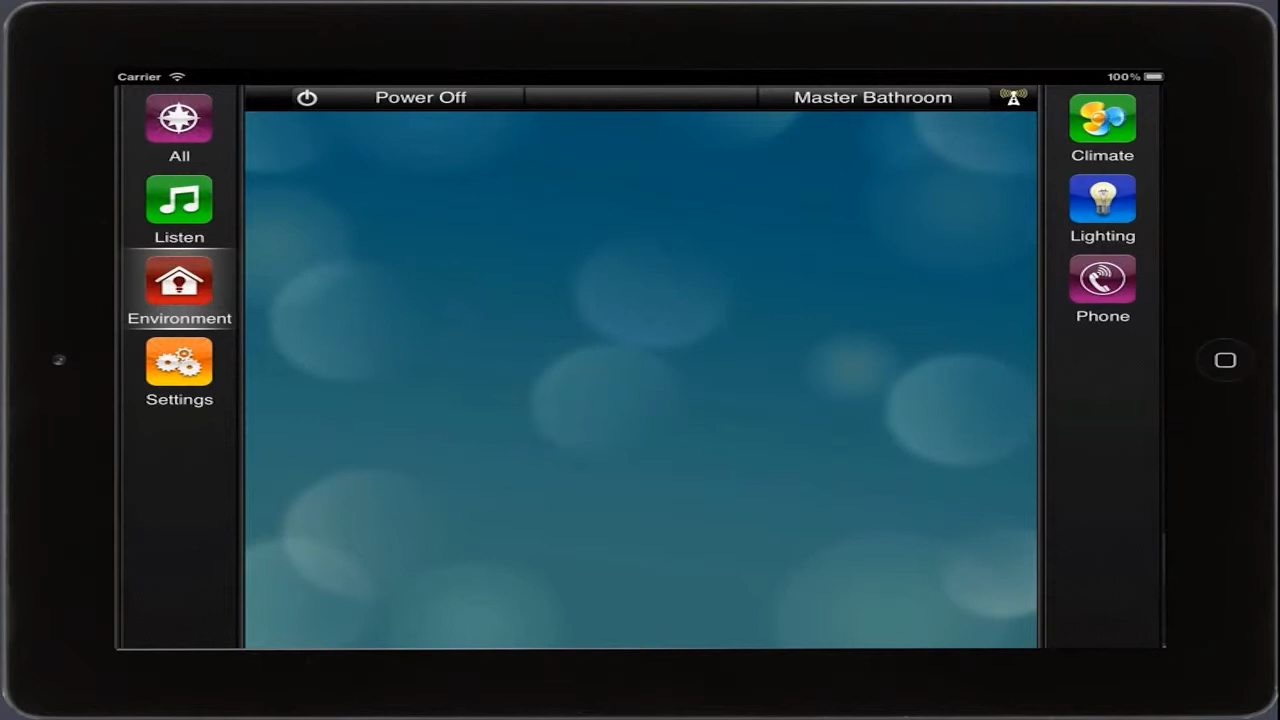 Carrier 100%
Power Off Master Bathroom
All
Listen
Environment
Settings
Climate
Lighting
Phone